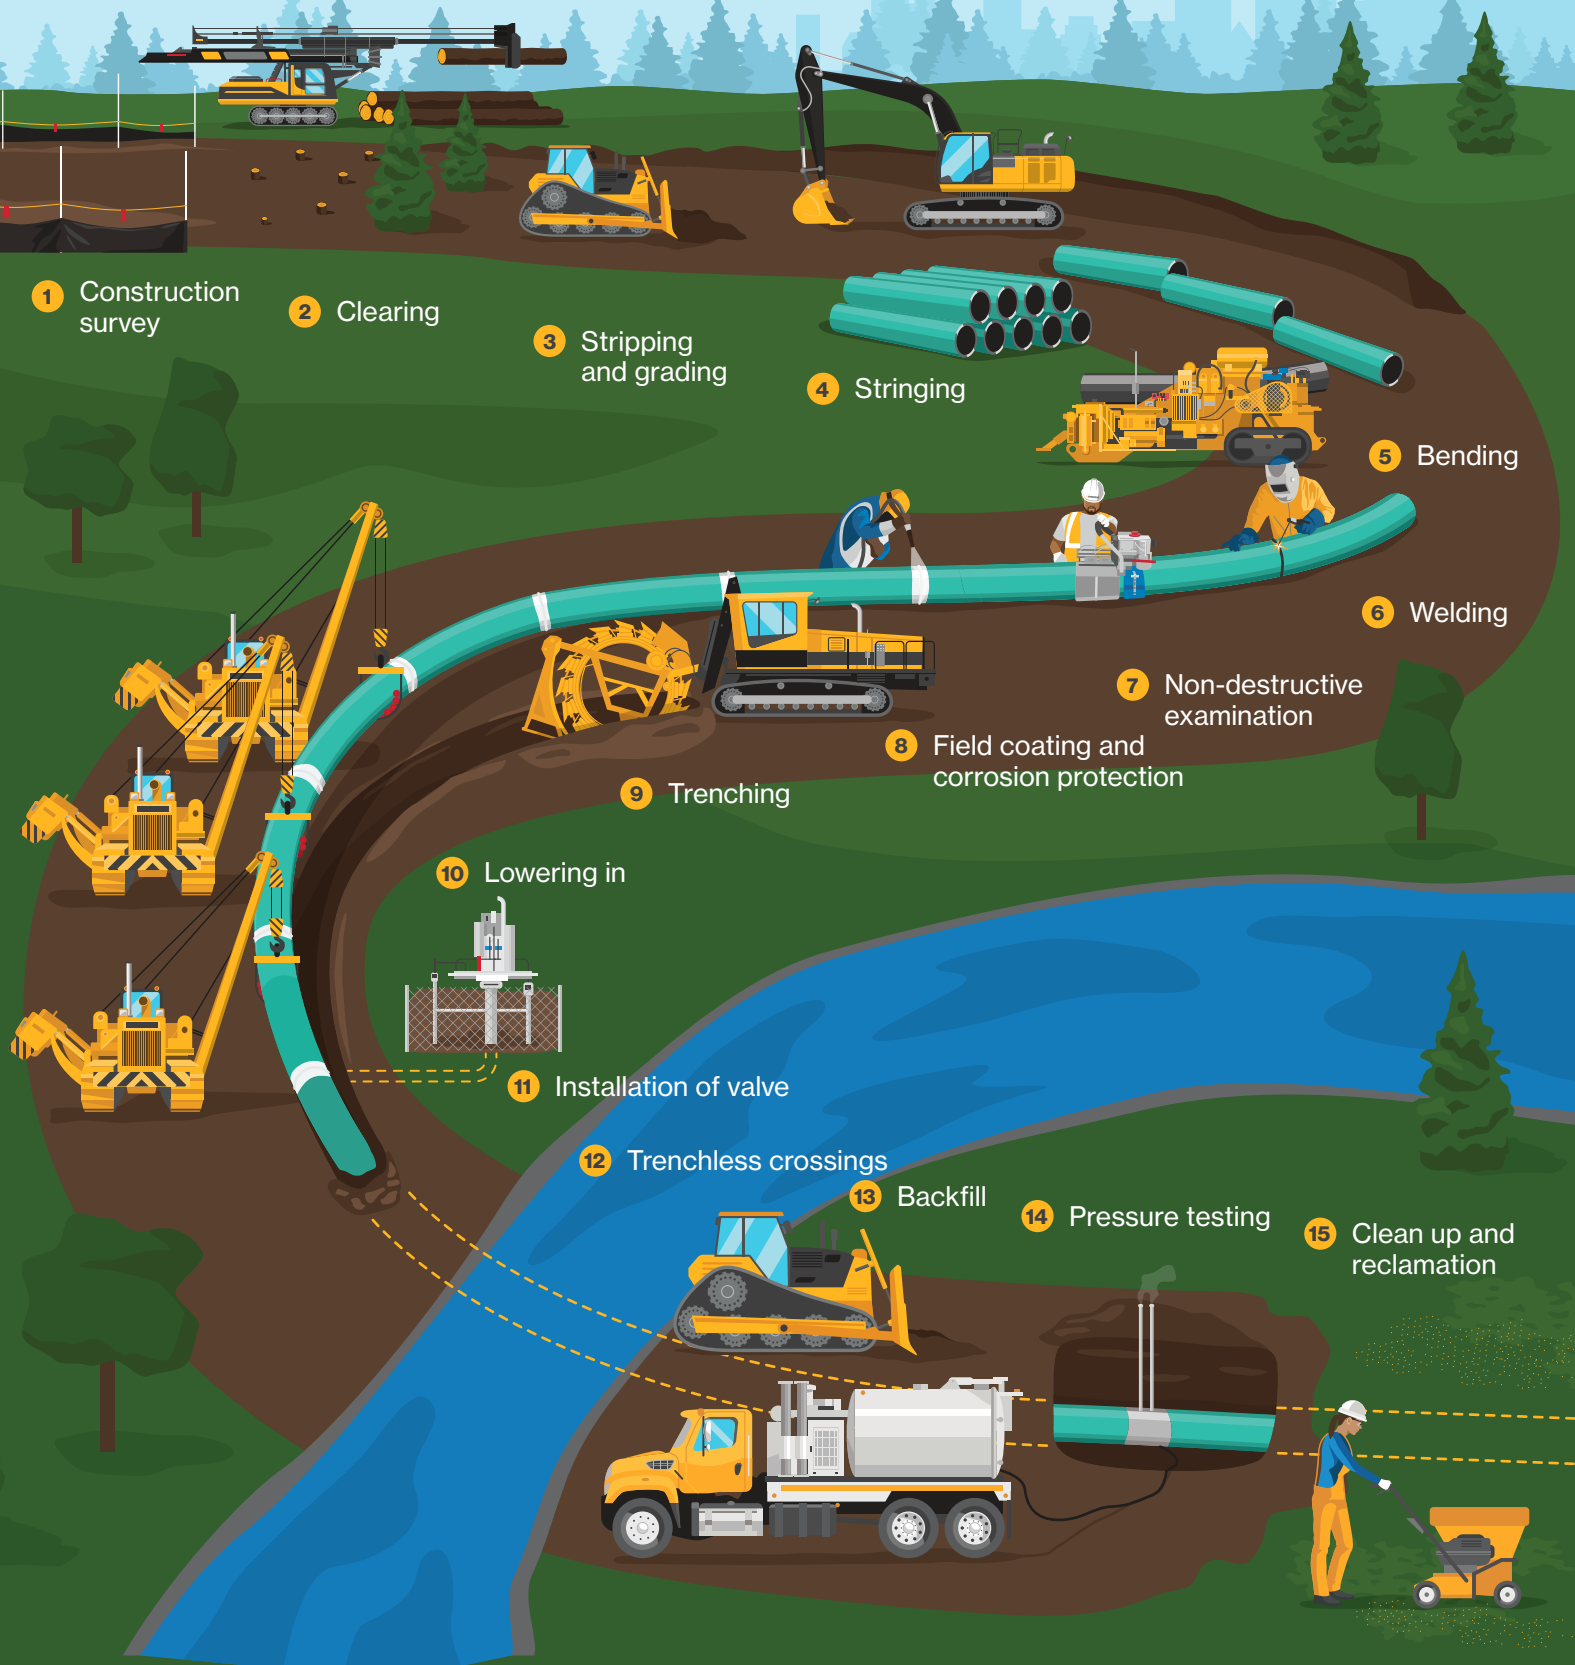 1 Construction
survey
2 Clearing
3 Stripping
and grading
4 Stringing
5 Bending
6 Welding
7 Non-destructive
examination
8 Field coating and
corrosion protection
9 Trenching
10 Lowering in
11 Installation of valve
12 Trenchless crossings
13 Backfill
14 Pressure testing
15 Clean up and
reclamation